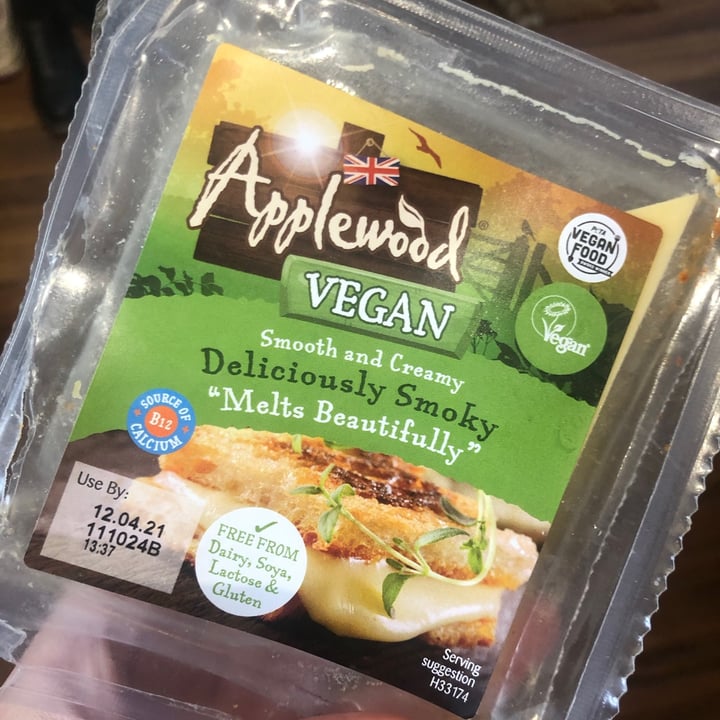 Applewood®
VEGAN
PETA
VEGAN
FOOD
Vegan
Smooth and Creamy
Deliciously Smoky
“Melts Beautifully”
SOURCE OF
B12
CALCIUM
Use By:
12.04.21
111024B
13:37
FREE FROM
Dairy, Soya,
Lactose &
Gluten
Serving
suggestion
H33174